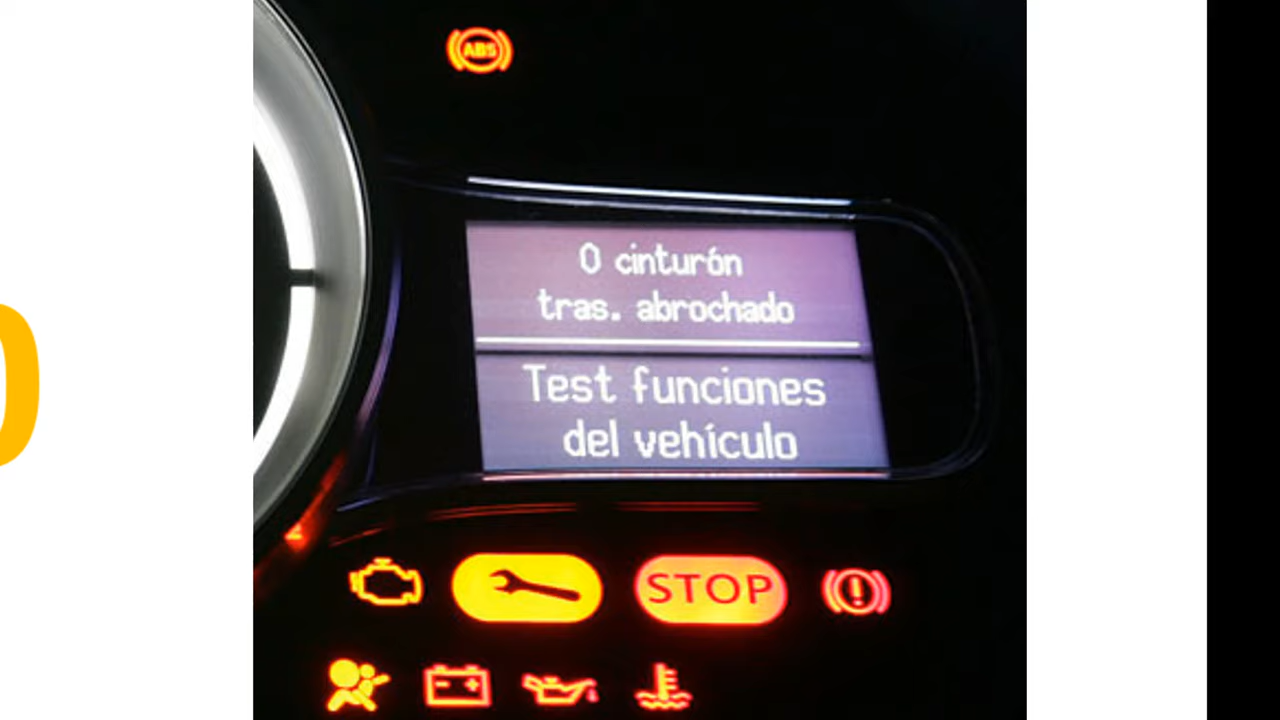 ABS
0 cinturón
tras. abrochado
Test funciones
del vehículo
STOP